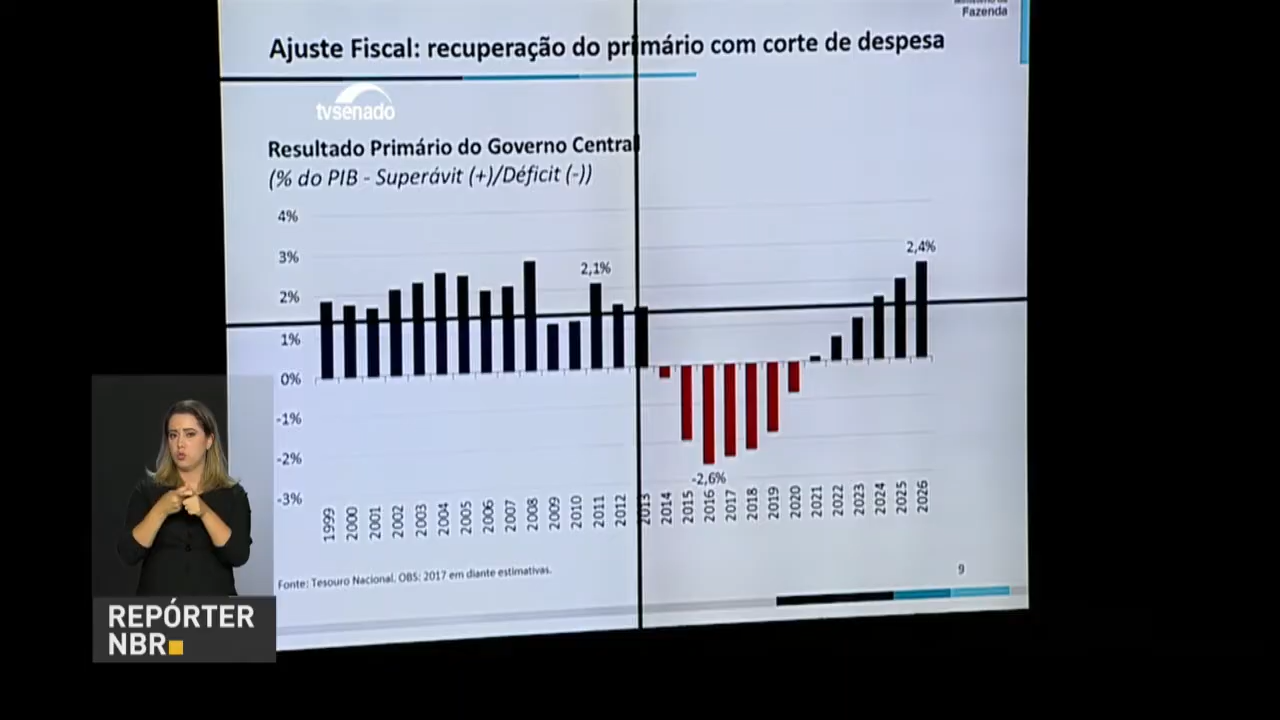 Fazenda
Ajuste Fiscal: recuperação do primário com corte de despesa
tvsenado
Resultado Primário do Governo Central
(% do PIB - Superávit (+)/Déficit (-))
4%
3%
2%
1%
0%
-1%
-2%
-3%
2,1%
-2,6%
2,4%
1999 2000 2001 2002 2003 2004 2005 2006 2007 2008 2009 2010 2011 2012 2013 2014 2015 2016 2017 2018 2019 2020 2021 2022 2023 2024 2025 2026
Fonte: Tesouro Nacional. OBS: 2017 em diante estimativas.
9
REPÓRTER
NBR